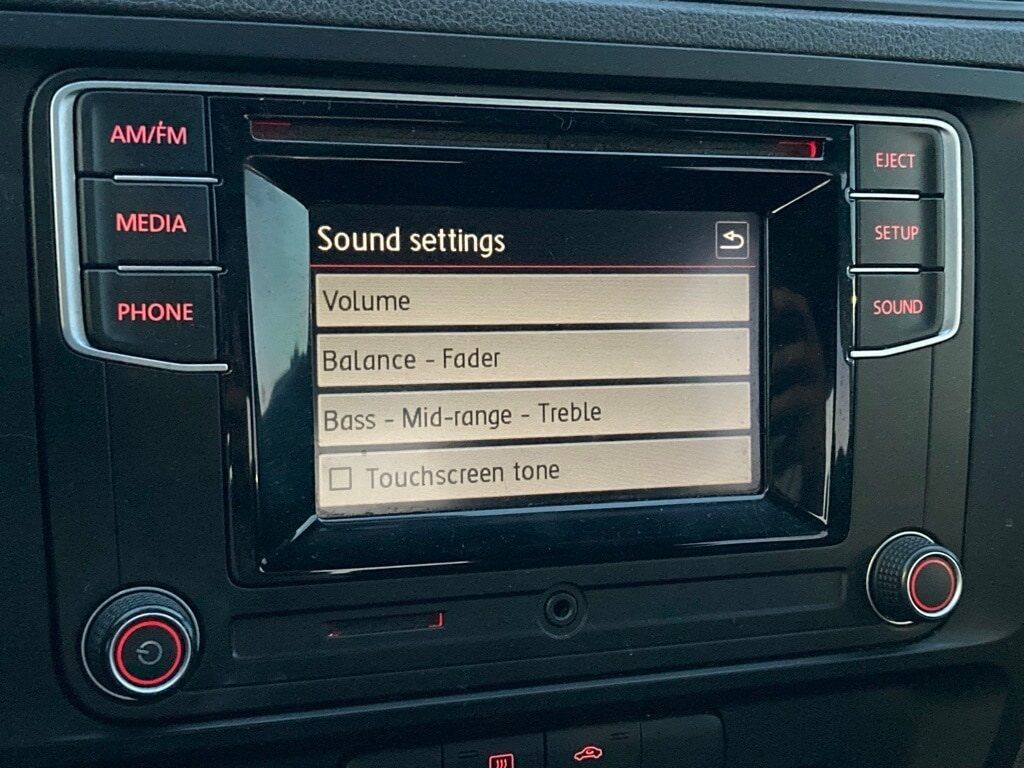 AM/FM
MEDIA
PHONE
Sound settings
Volume
Balance - Fader
Bass - Mid-range - Treble
Touchscreen tone
EJECT
SETUP
SOUND